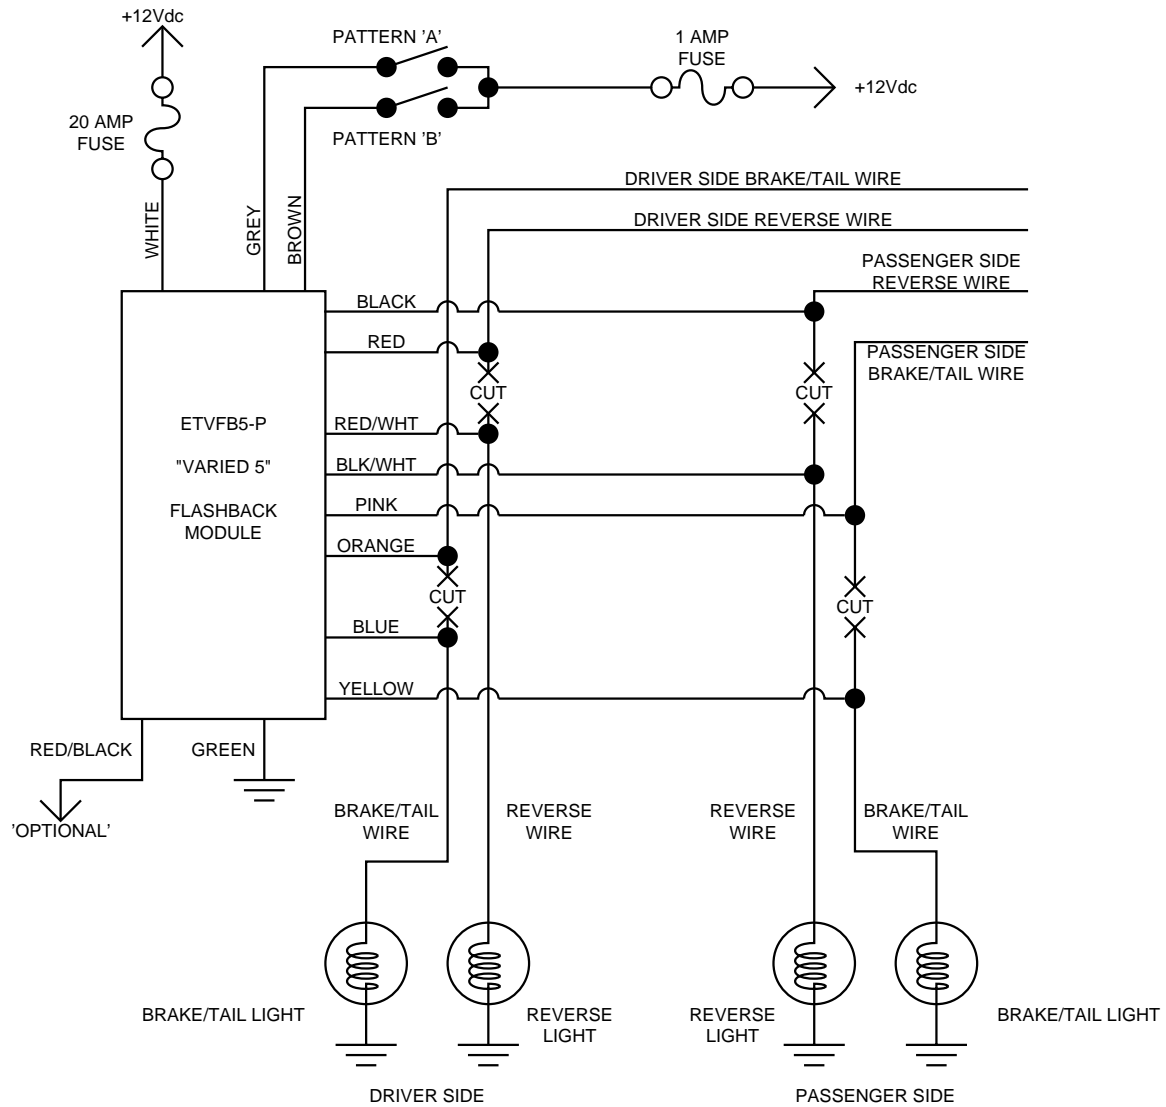 +12Vdc
PATTERN 'A'
1 AMP
FUSE
+12Vdc
20 AMP
FUSE
PATTERN 'B'
DRIVER SIDE BRAKE/TAIL WIRE
DRIVER SIDE REVERSE WIRE
WHITE
GREY
BROWN
PASSENGER SIDE
REVERSE WIRE
BLACK
RED
PASSENGER SIDE
BRAKE/TAIL WIRE
CUT
CUT
ETVFB5-P
"VARIED 5"
FLASHBACK
MODULE
RED/WHT
BLK/WHT
PINK
ORANGE
CUT
CUT
BLUE
YELLOW
RED/BLACK
GREEN
'OPTIONAL'
BRAKE/TAIL
WIRE
REVERSE
WIRE
REVERSE
WIRE
BRAKE/TAIL
WIRE
BRAKE/TAIL LIGHT
REVERSE
LIGHT
REVERSE
LIGHT
BRAKE/TAIL LIGHT
DRIVER SIDE
PASSENGER SIDE